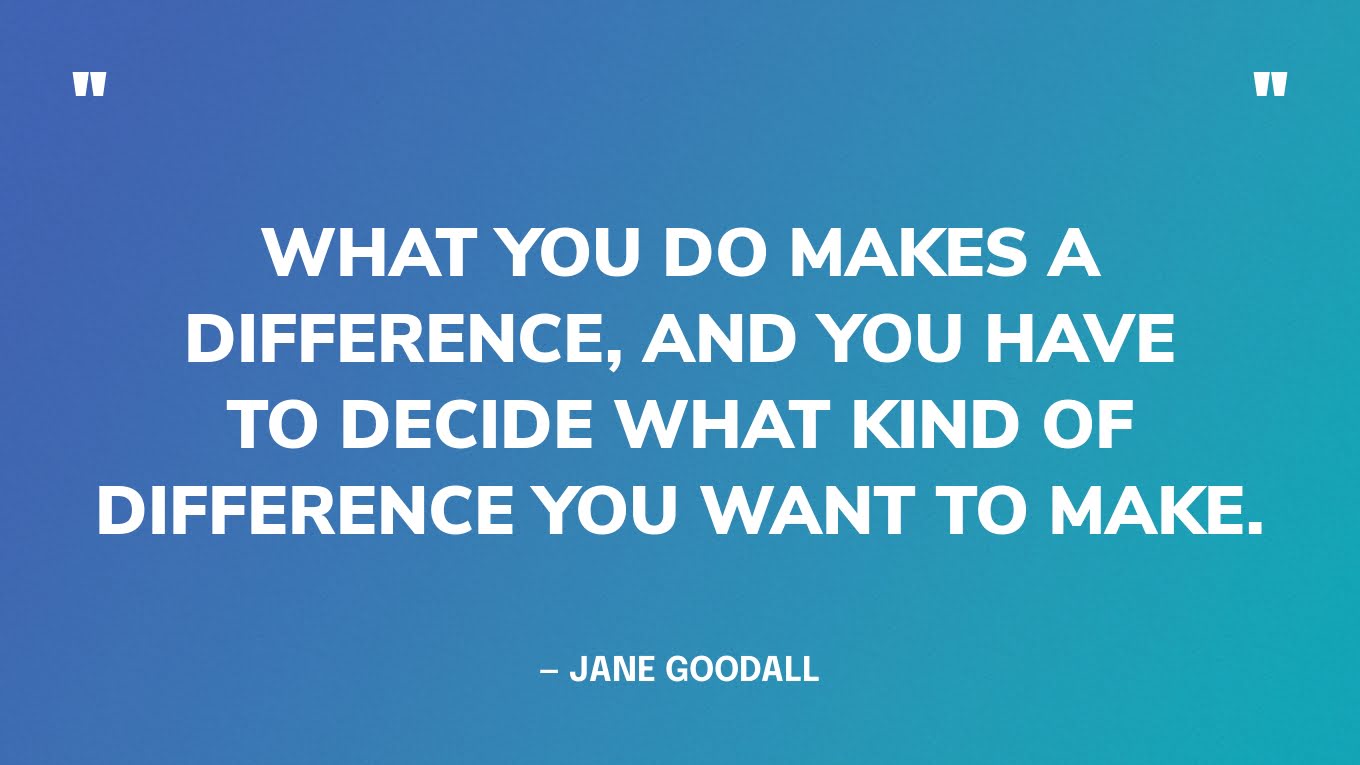 " "
WHAT YOU DO MAKES A
DIFFERENCE, AND YOU HAVE
TO DECIDE WHAT KIND OF
DIFFERENCE YOU WANT TO MAKE.
– JANE GOODALL